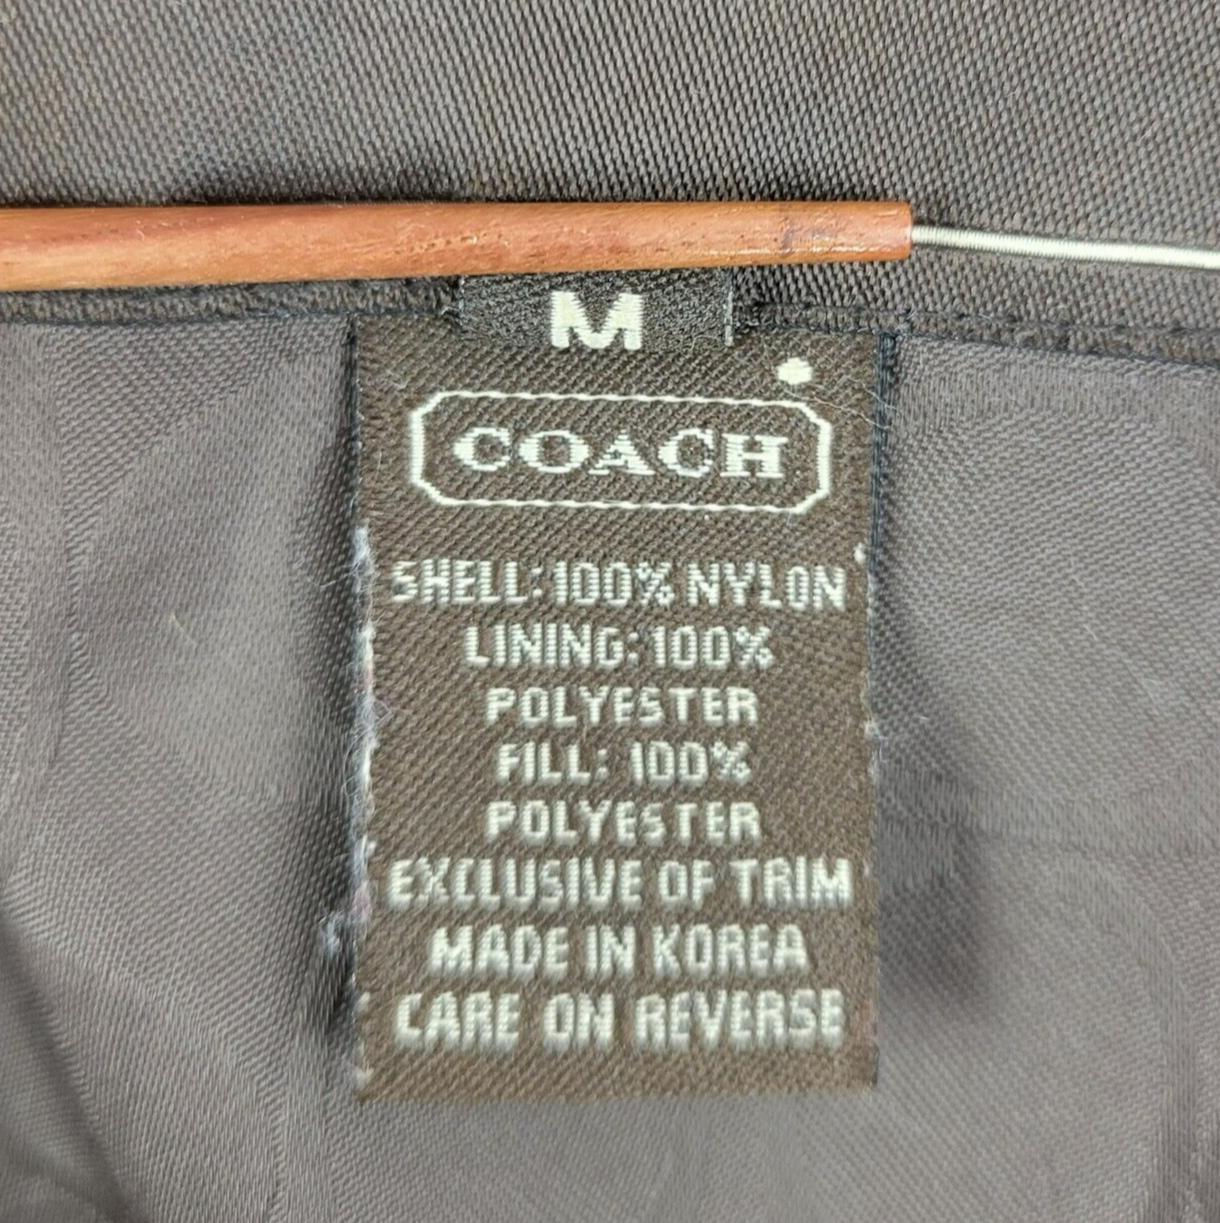 M
COACH
SHELL: 100% NYLON
LINING: 100%
POLYESTER
FILL: 100%
POLYESTER
EXCLUSIVE OF TRIM
MADE IN KOREA
CARE ON REVERSE